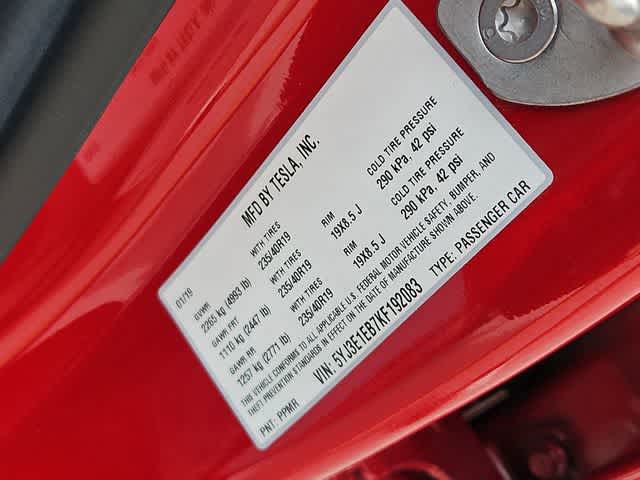 MFD BY TESLA, INC.
01/19
GVWR WITH TIRES RIM COLD TIRE PRESSURE
2265 kg (4993 lb) 235/40R19 19X8.5 J 290 kPa, 42 psi
GAWR FRT WITH TIRES RIM COLD TIRE PRESSURE
1110 kg (2447 lb) 235/40R19 19X8.5 J 290 kPa, 42 psi
GAWR RR WITH TIRES
1257 kg (2771 lb) 235/40R19
THIS VEHICLE CONFORMS TO ALL APPLICABLE U.S. FEDERAL MOTOR VEHICLE SAFETY, BUMPER, AND
THEFT PREVENTION STANDARDS IN EFFECT ON THE DATE OF MANUFACTURE SHOWN ABOVE.
PNT: PPMR VIN: 5YJ3E1EB7KF192083 TYPE: PASSENGER CAR